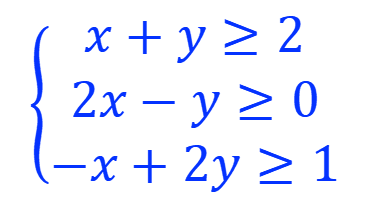 x + y ≥ 2
2x − y ≥ 0
−x + 2y ≥ 1